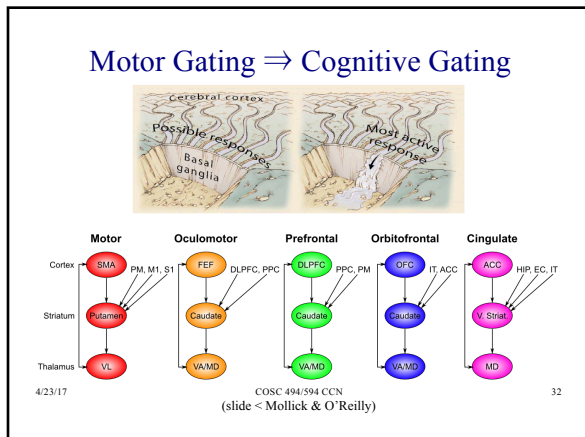 Motor Gating ⇒ Cognitive Gating
Cerebral cortex
Possible responses
Basal
ganglia
Most active
response
Motor Oculomotor Prefrontal Orbitofrontal Cingulate
Cortex SMA PM, M1, S1 FEF DLPFC, PPC DLPFC PPC, PM OFC IT, ACC ACC HIP, EC, IT
Striatum Putamen Caudate Caudate Caudate V. Striat.
Thalamus VL VA/MD VA/MD VA/MD MD
4/23/17 COSC 494/594 CCN 32
(slide < Mollick & O'Reilly)